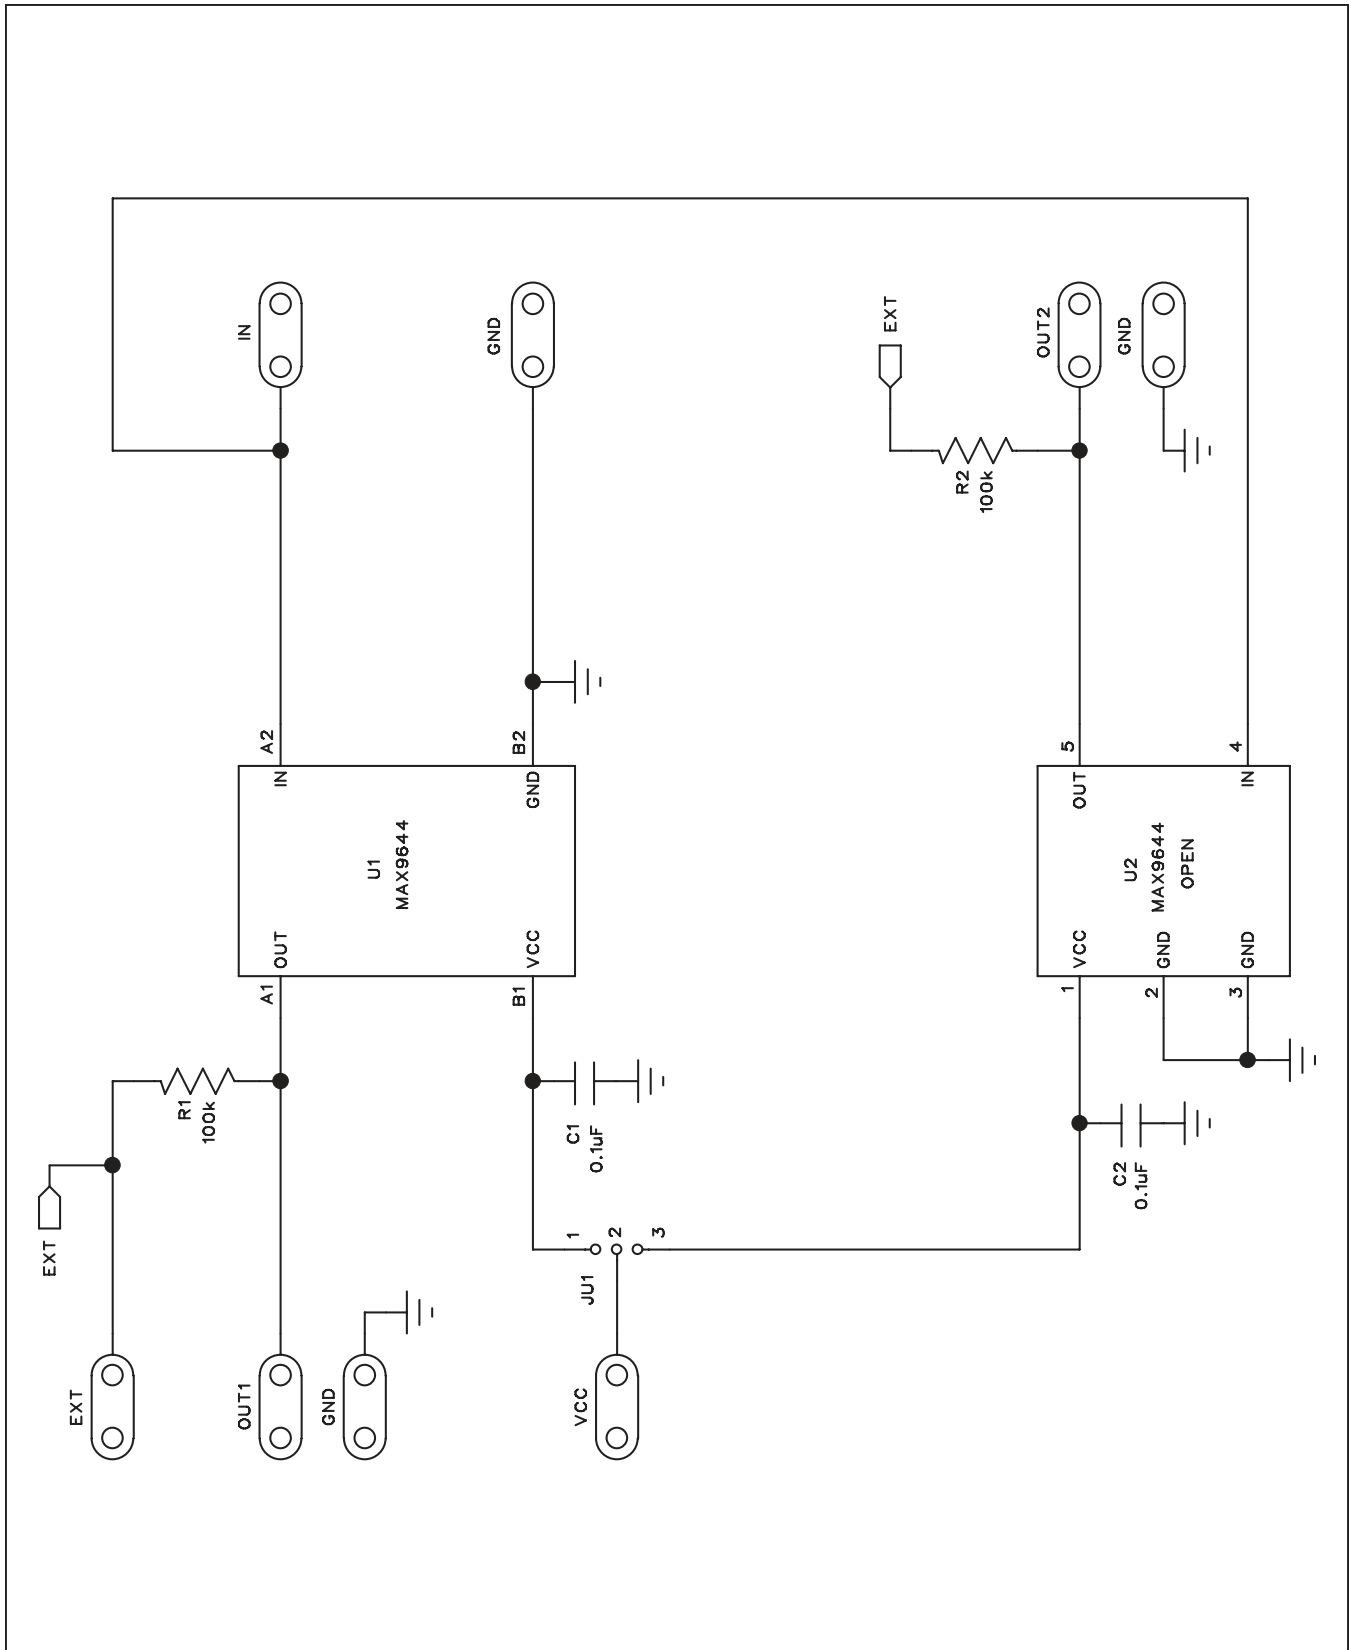 EXT
EXT
R1
100k
OUT1
GND
A1
OUT
IN
A2
IN
U1
MAX9644
VCC
GND
B1
B2
GND
C1
0.1uF
VCC
JU1
1
2
3
EXT
R2
100k
OUT2
GND
C2
0.1uF
1
VCC
OUT
5
U2
MAX9644
OPEN
2
GND
3
GND
IN
4